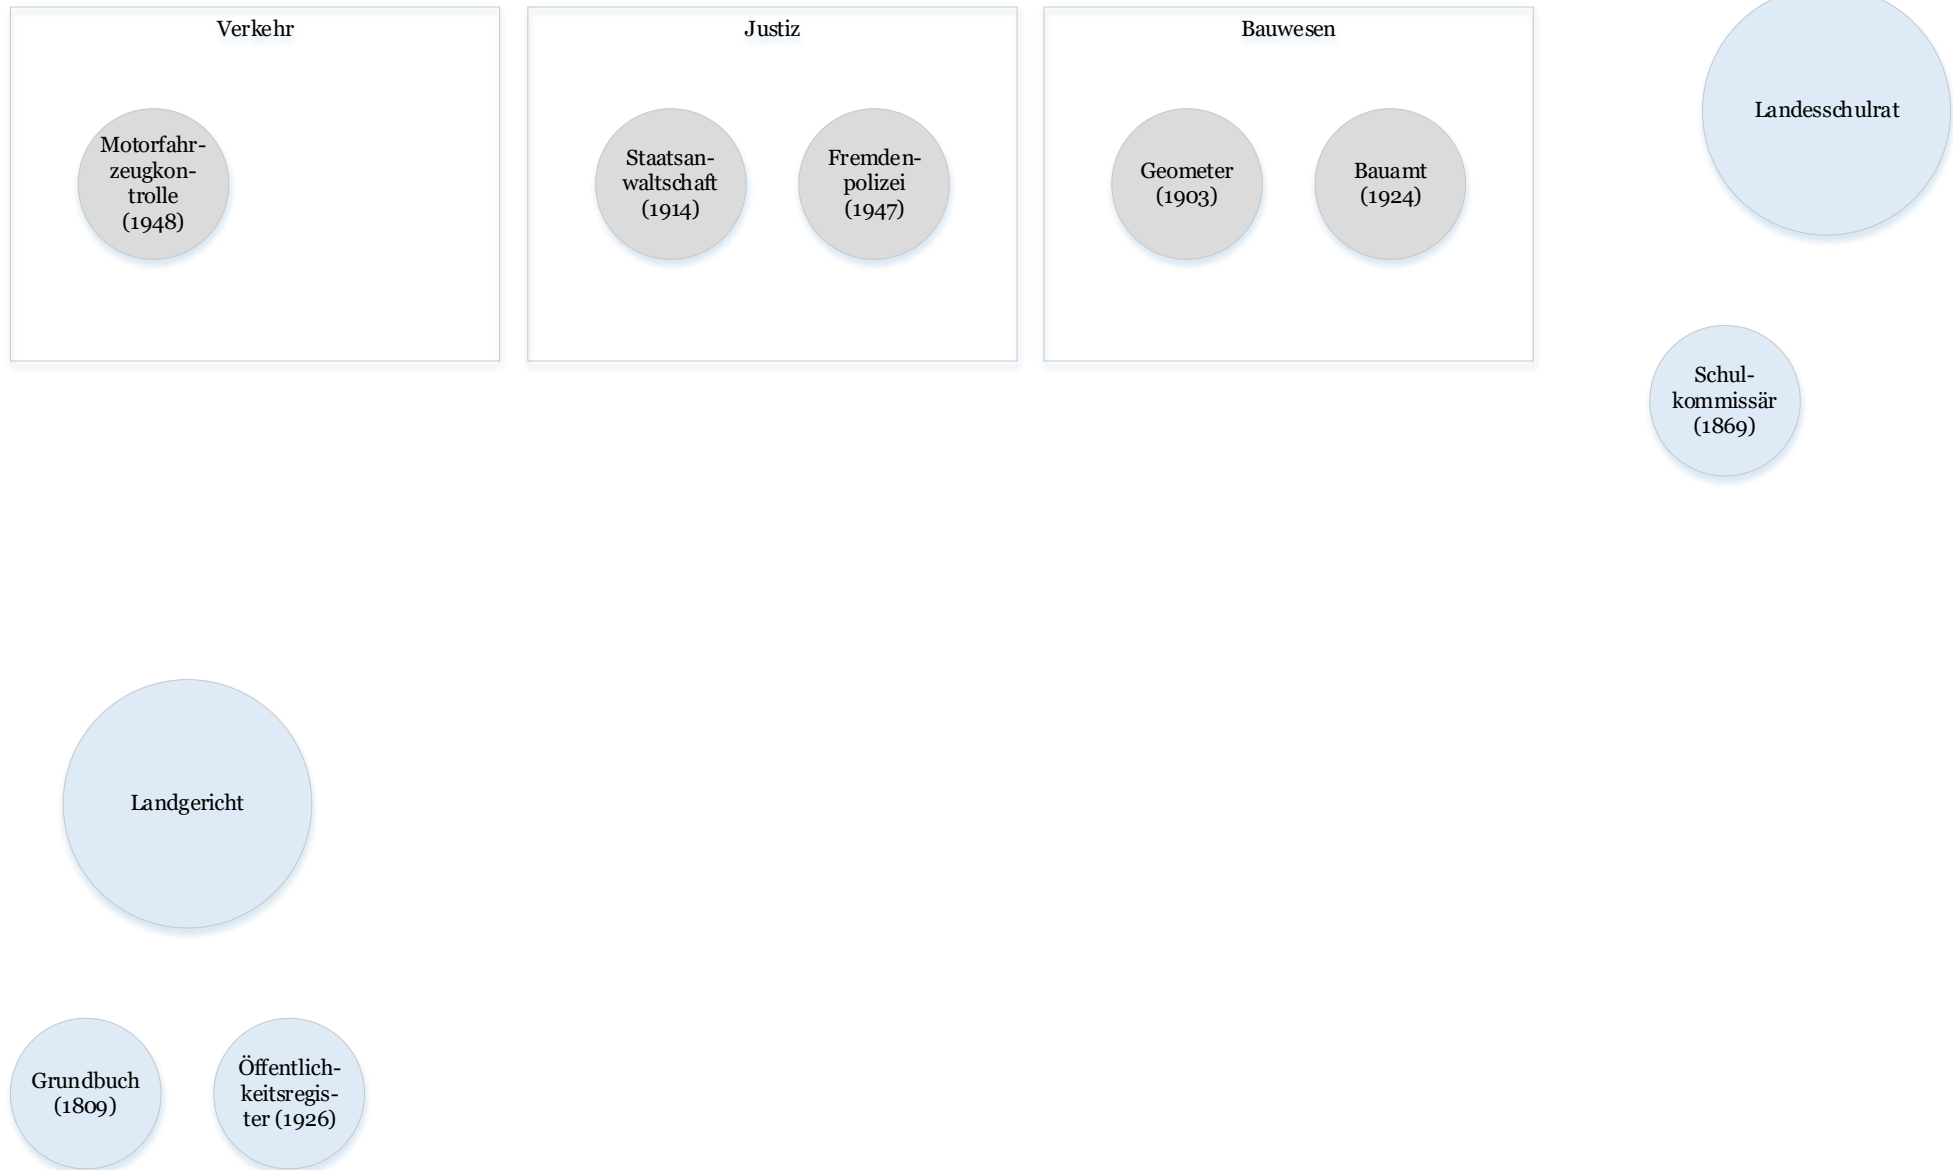 Verkehr
Motorfahr-
zeugkon-
trolle
(1948)
Justiz
Staatsan-
waltschaft
(1914)
Fremden-
polizei
(1947)
Bauwesen
Geometer
(1903)
Bauamt
(1924)
Landesschulrat
Schul-
kommissär
(1869)
Landgericht
Grundbuch
(1809)
Öffentlich-
keitsregis-
ter (1926)